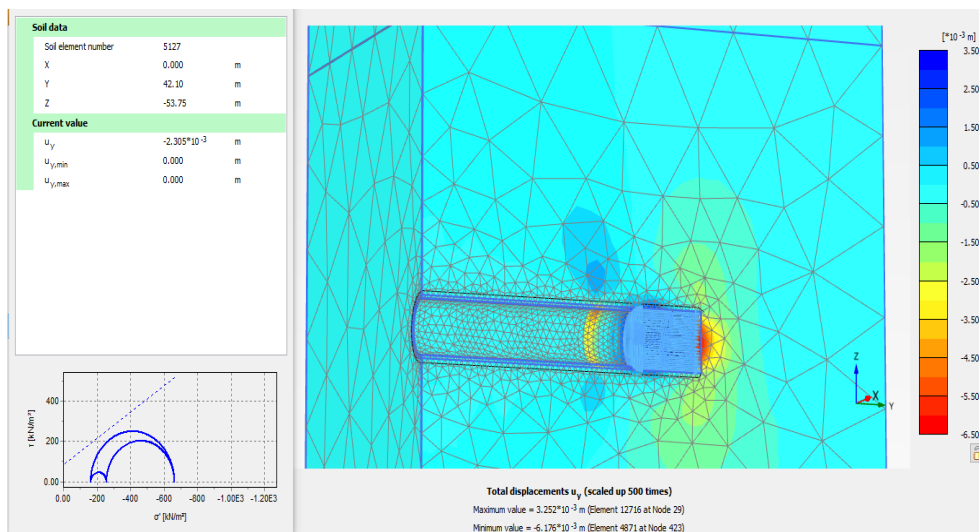 Soil data
Soil element number 5127
X 0.000 m
Y 42.10 m
Z -53.75 m
Current value
u y -2.305*10 -3 m
u y,min 0.000 m
u y,max 0.000 m
[*10 -3 m]
3.50
2.50
1.50
0.50
-0.50
-1.50
-2.50
-3.50
-4.50
-5.50
-6.50
Z
X
Y
τ [kN/m²]
400
200
0.00
0.00 -200 -400 -600 -800 -1.00E3 -1.20E3
σ' [kN/m²]
Total displacements u y (scaled up 500 times)
Maximum value = 3.252*10 -3 m (Element 12716 at Node 29)
Minimum value = -6.176*10 -3 m (Element 4871 at Node 423)